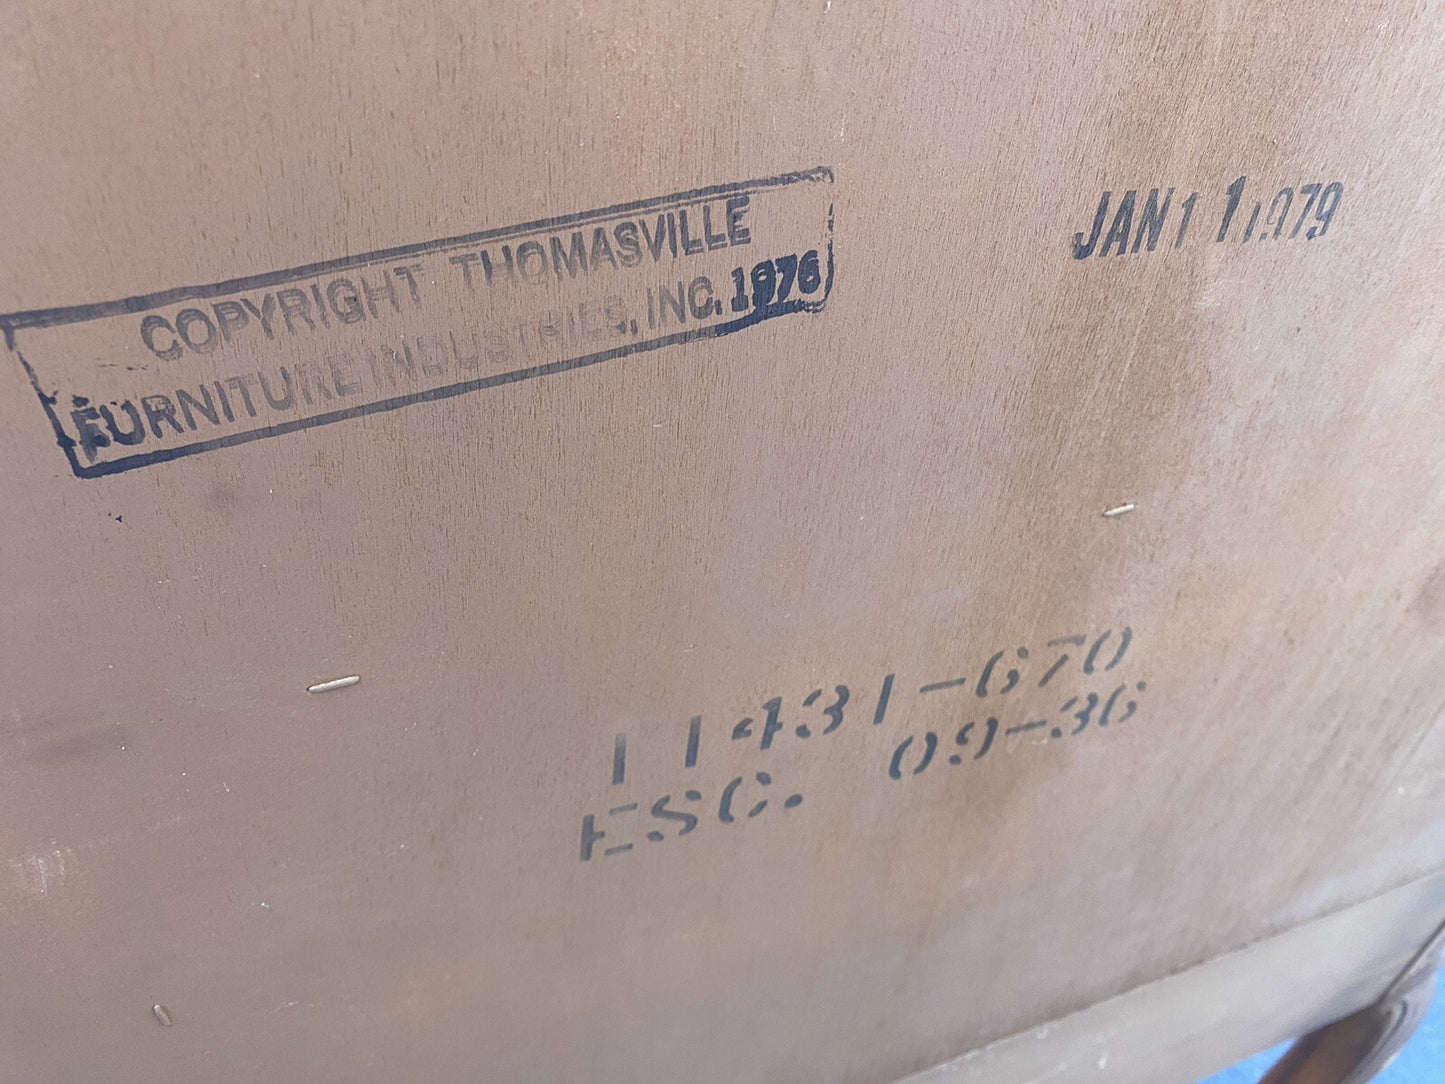 COPYRIGHT THOMASVILLE
FURNITURE INDUSTRIES, INC. 1976
JAN 11 1979
11431-670
ESC. 09-36